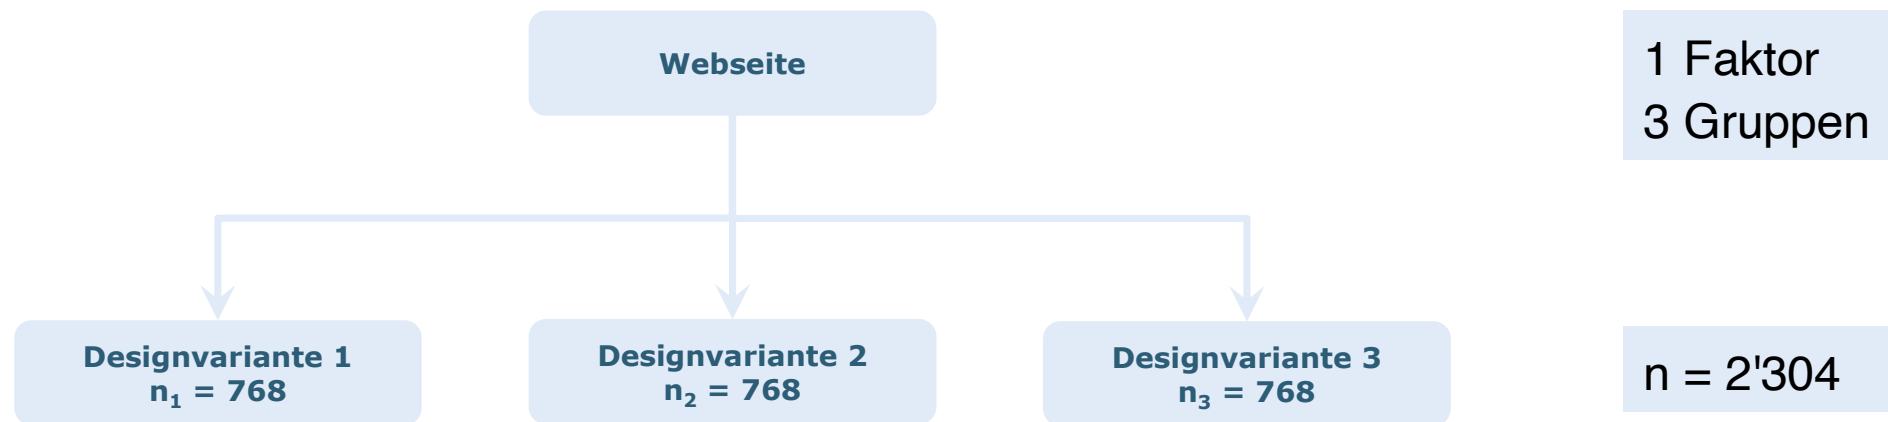 Webseite
1 Faktor
3 Gruppen
Designvariante 1
n₁ = 768
Designvariante 2
n₂ = 768
Designvariante 3
n₃ = 768
n = 2'304